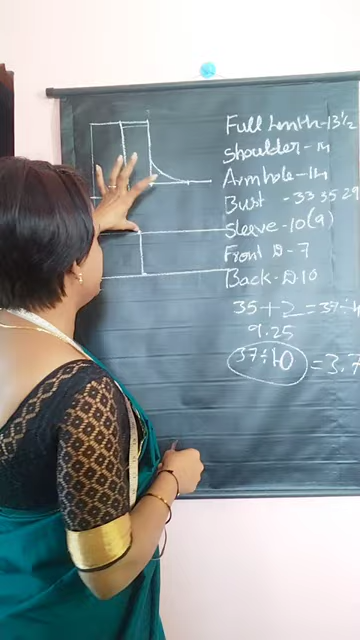 Full Lenth-13½
Shoulder-14
Armhole-14
Bust -33 35 29
Sleeve-10(9)
Front D-7
Back-D.10
35+2=37÷4
9.25
37÷10 =3.7